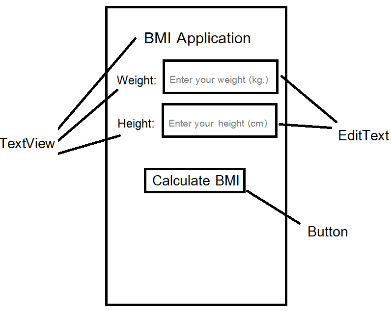 BMI Application
Weight: Enter your weight (kg.)
Height: Enter your height (cm)
TextView
EditText
Calculate BMI
Button